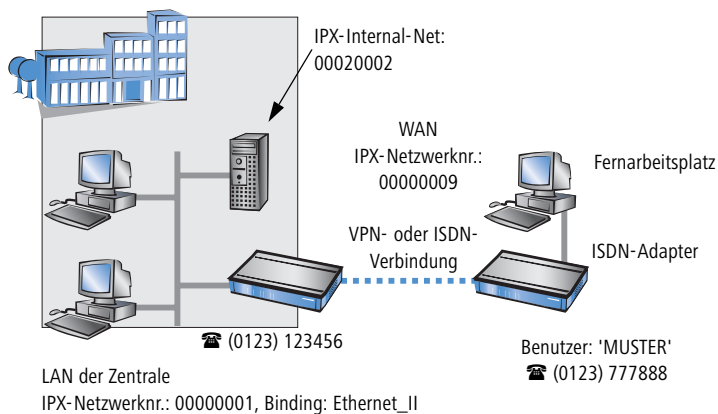 IPX-Internal-Net:
00020002
WAN
IPX-Netzwerknr.:
00000009
Fernarbeitsplatz
VPN- oder ISDN-
Verbindung
ISDN-Adapter
☎ (0123) 123456
Benutzer: 'MUSTER'
☎ (0123) 777888
LAN der Zentrale
IPX-Netzwerknr.: 00000001, Binding: Ethernet_II